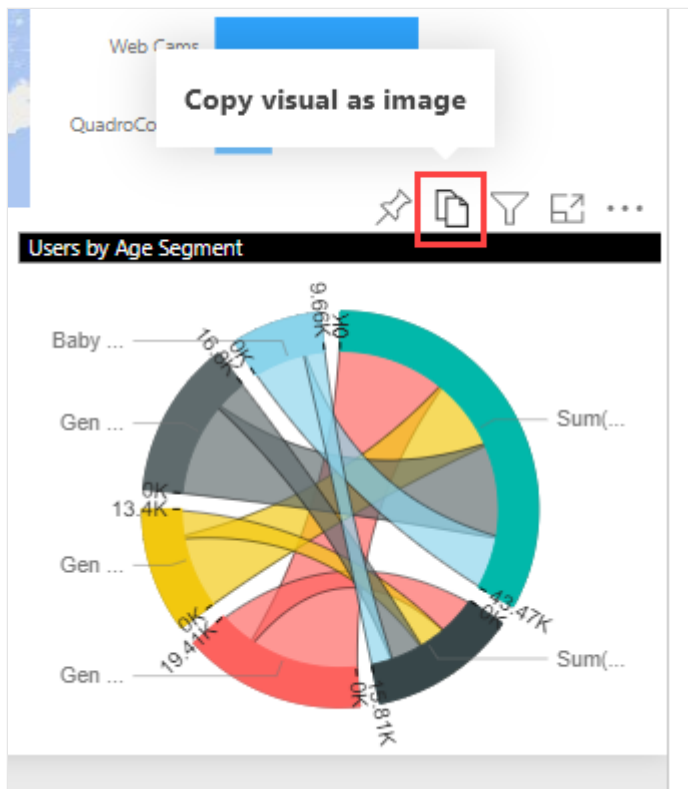 Web Cams
Copy visual as image
QuadroCo
Users by Age Segment
9.66K
0K
16.8K
0K
Baby ...
Gen ...
Sum(...
0K
13.4K
Gen ...
0K
19.41K
43.47K
0K
Gen ...
Sum(...
0K
15.81K